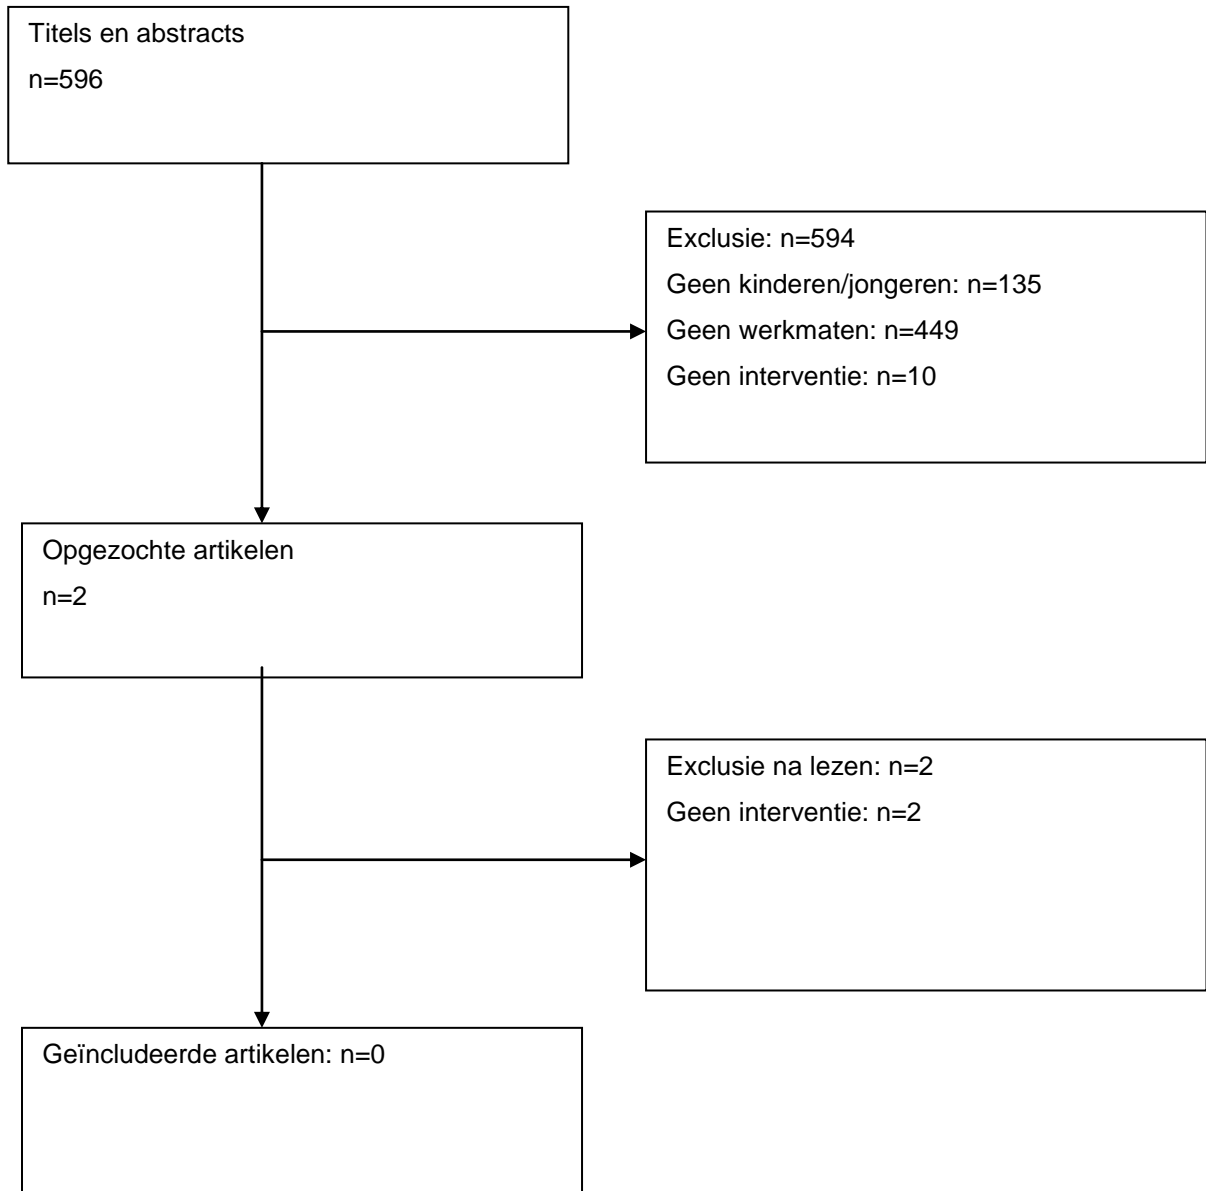 Titels en abstracts
n=596
Exclusie: n=594
Geen kinderen/jongeren: n=135
Geen werkmaten: n=449
Geen interventie: n=10
Opgezochte artikelen
n=2
Exclusie na lezen: n=2
Geen interventie: n=2
Geïncludeerde artikelen: n=0